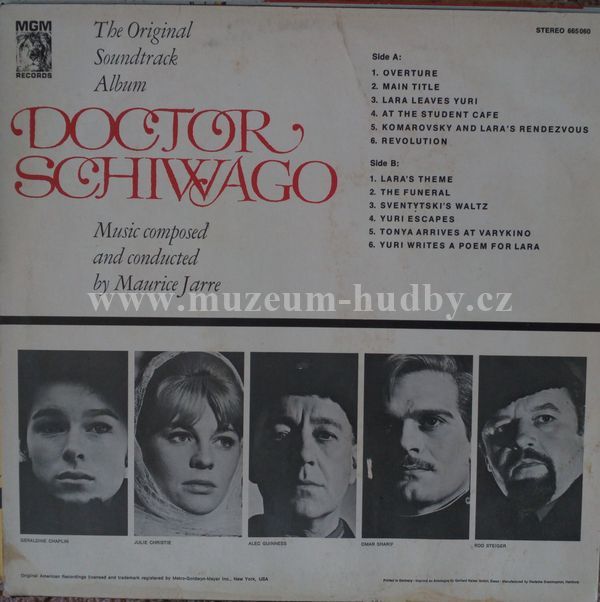 MGM
RECORDS
The Original
Soundtrack
Album
DOCTOR
SCHIWAGO
Music composed
and conducted
by Maurice Jarre
STEREO 665 060
Side A:
1. OVERTURE
2. MAIN TITLE
3. LARA LEAVES YURI
4. AT THE STUDENT CAFE
5. KOMAROVSKY AND LARA'S RENDEZVOUS
6. REVOLUTION
Side B:
1. LARA'S THEME
2. THE FUNERAL
3. SVENTYTSKI'S WALTZ
4. YURI ESCAPES
5. TONYA ARRIVES AT VARYKINO
6. YURI WRITES A POEM FOR LARA
www.muzeum-hudby.cz
GERALDINE CHAPLIN
JULIE CHRISTIE
ALEC GUINNESS
OMAR SHARIF
ROD STEIGER
Original American Recordings licensed and trademark registered by Metro-Goldwyn-Mayer Inc., New York, USA
Printed in Germany